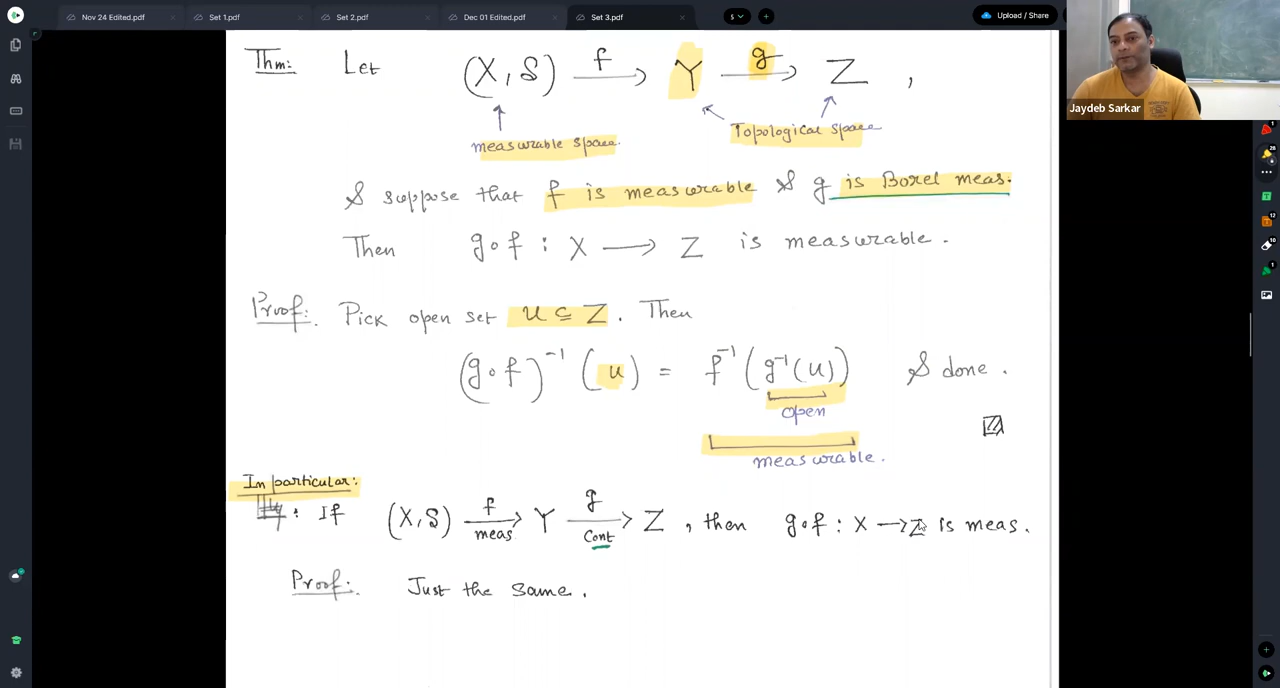 Nov 24 Edited.pdf
Set 1.pdf
Set 2.pdf
Dec 01 Edited.pdf
Set 3.pdf
5
Upload / Share
Jaydeb Sarkar
Thm: Let (X, S) f → Y g → Z ,
measurable space. Topological space
& suppose that f is measurable & g is Borel meas.
Then g∘f : X → Z is measurable.
Proof: Pick open set U ⊆ Z. Then
(g∘f)⁻¹ (U) = f⁻¹ (g⁻¹(U)) & done.
open
measurable.
In particular:
: If (X, S) f → meas Y g → Cont Z , then g∘f : X → Z is meas.
Proof: Just the same.